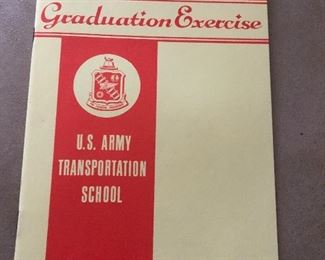 Graduation Exercise
U.S. ARMY
TRANSPORTATION
SCHOOL